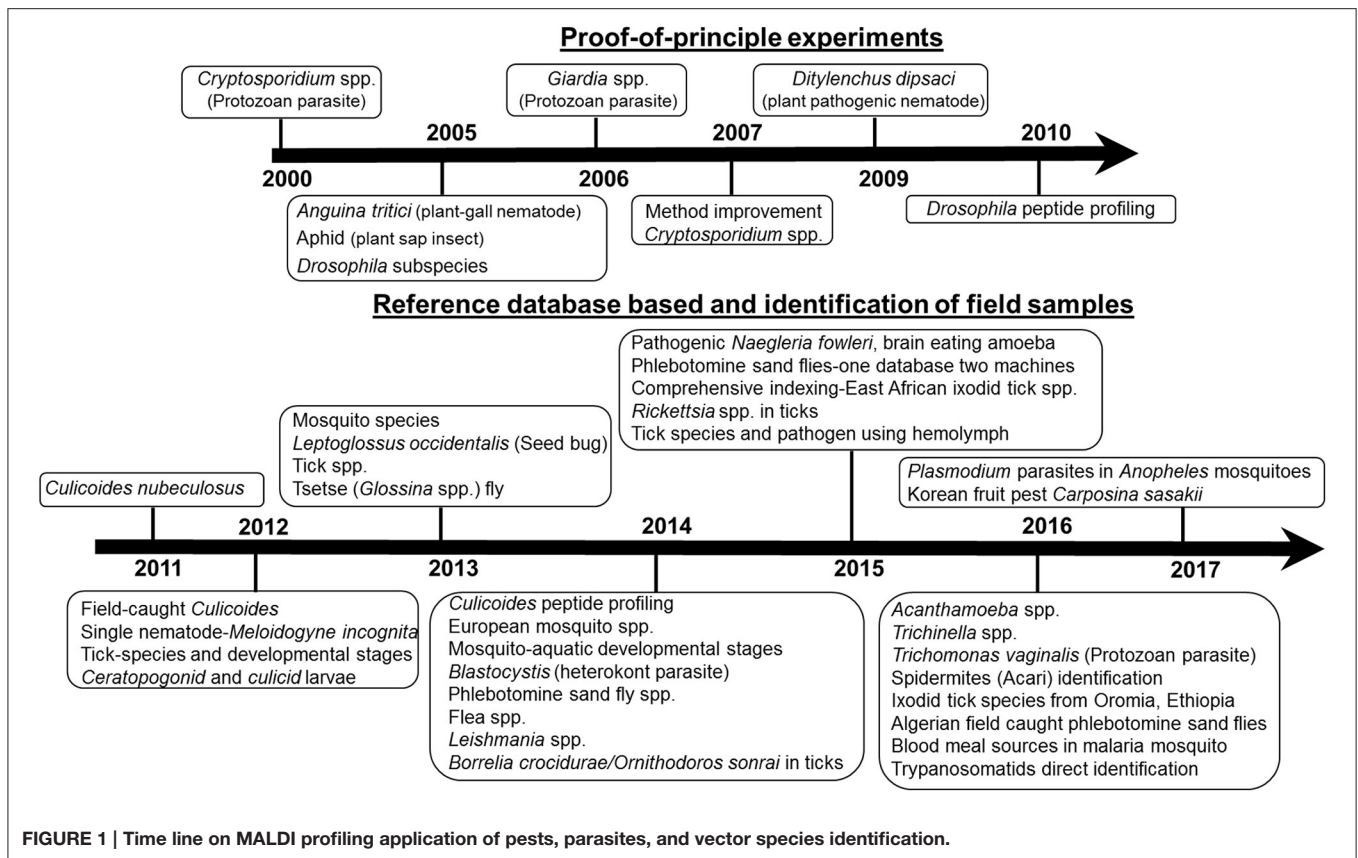 Proof-of-principle experiments
Cryptosporidium spp.
(Protozoan parasite)
Giardia spp.
(Protozoan parasite)
Ditylenchus dipsaci
(plant pathogenic nematode)
2005
2007
2010
2000
2006
2009
Anguina tritici (plant-gall nematode)
Aphid (plant sap insect)
Drosophila subspecies
Method improvement
Cryptosporidium spp.
Drosophila peptide profiling
Reference database based and identification of field samples
Culicoides nubeculosus
Mosquito species
Leptoglossus occidentalis (Seed bug)
Tick spp.
Tsetse (Glossina spp.) fly
Pathogenic Naegleria fowleri, brain eating amoeba
Phlebotomine sand flies-one database two machines
Comprehensive indexing-East African ixodid tick spp.
Rickettsia spp. in ticks
Tick species and pathogen using hemolymph
Plasmodium parasites in Anopheles mosquitoes
Korean fruit pest Carposina sasakii
2012
2014
2016
2011
2013
2015
2017
Field-caught Culicoides
Single nematode-Meloidogyne incognita
Tick-species and developmental stages
Ceratopogonid and culicid larvae
Culicoides peptide profiling
European mosquito spp.
Mosquito-aquatic developmental stages
Blastocystis (heterokont parasite)
Phlebotomine sand fly spp.
Flea spp.
Leishmania spp.
Borrelia crocidurae/Ornithodoros sonrai in ticks
Acanthamoeba spp.
Trichinella spp.
Trichomonas vaginalis (Protozoan parasite)
Spidermites (Acari) identification
Ixodid tick species from Oromia, Ethiopia
Algerian field caught phlebotomine sand flies
Blood meal sources in malaria mosquito
Trypanosomatids direct identification
FIGURE 1 | Time line on MALDI profiling application of pests, parasites, and vector species identification.